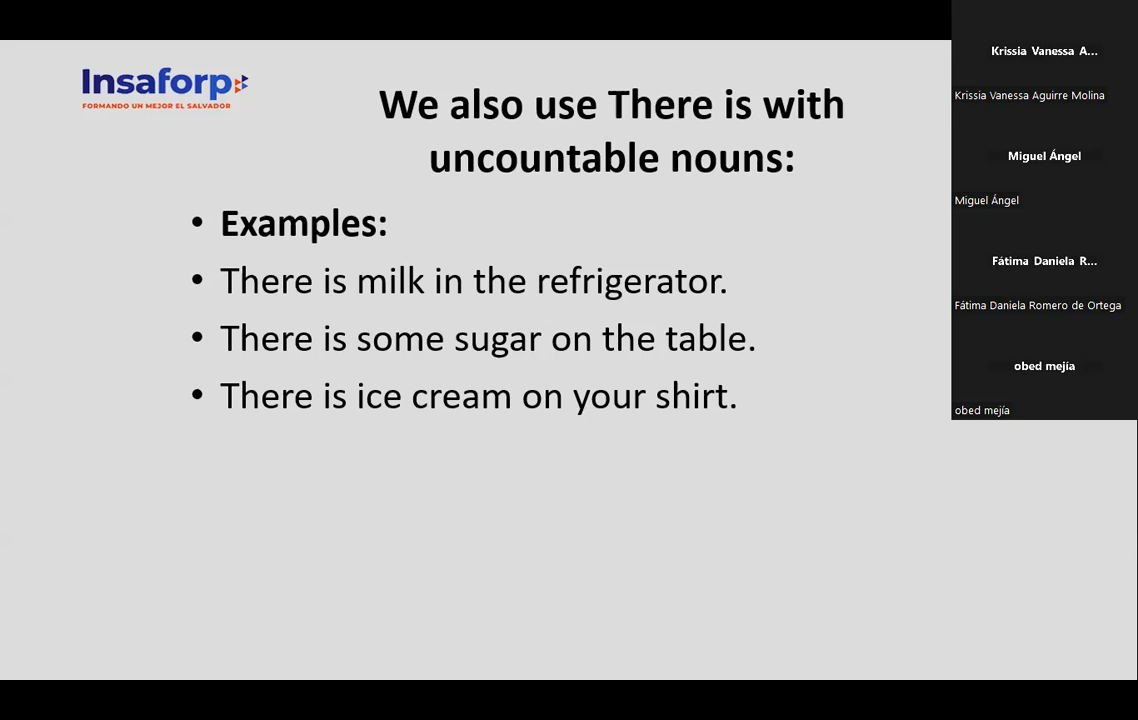 Insaforp
FORMANDO UN MEJOR EL SALVADOR
We also use There is with
uncountable nouns:
• Examples:
• There is milk in the refrigerator.
• There is some sugar on the table.
• There is ice cream on your shirt.
Krissia Vanessa A...
Krissia Vanessa Aguirre Molina
Miguel Ángel
Miguel Ángel
Fátima Daniela R...
Fátima Daniela Romero de Ortega
obed mejía
obed mejía